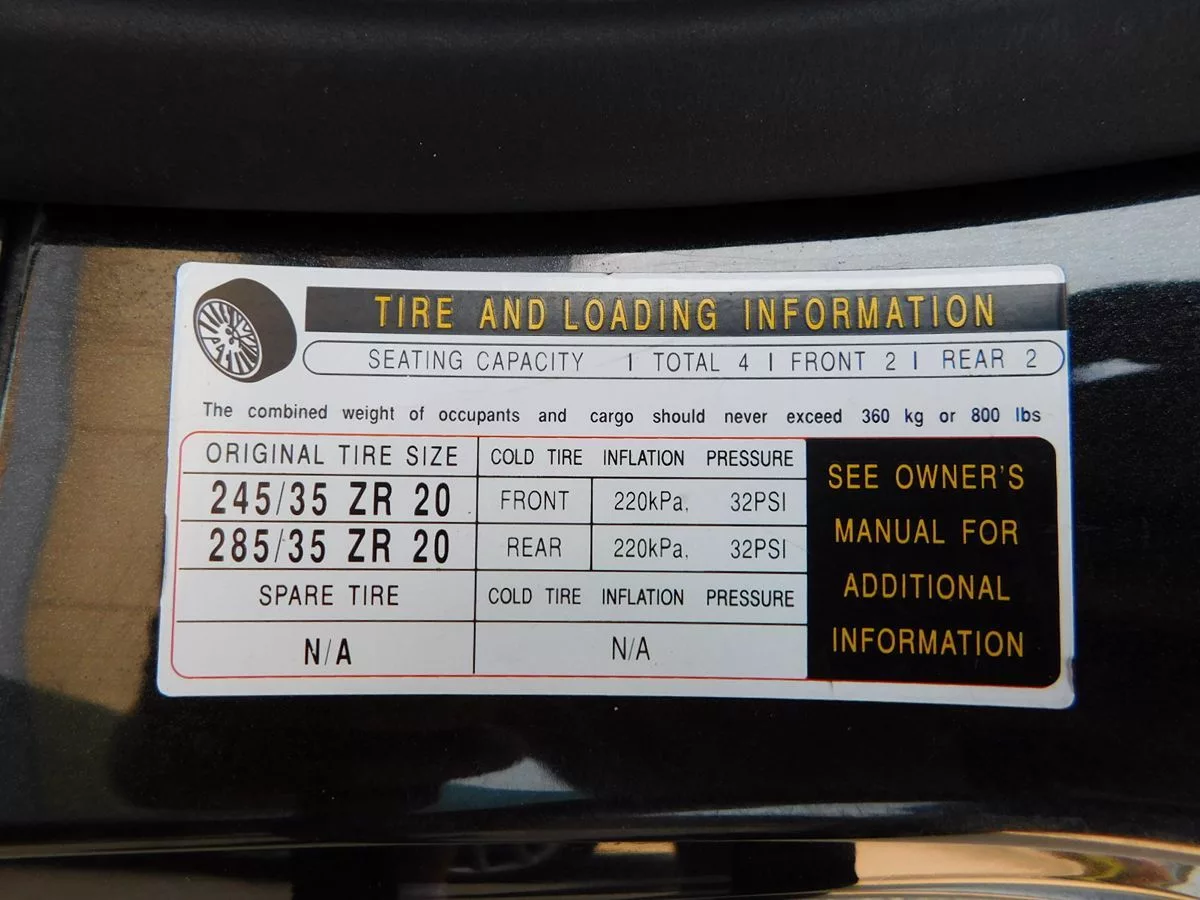 TIRE AND LOADING INFORMATION
SEATING CAPACITY | TOTAL 4 | FRONT 2 | REAR 2
The combined weight of occupants and cargo should never exceed 360 kg or 800 lbs
ORIGINAL TIRE SIZE COLD TIRE INFLATION PRESSURE
245/35 ZR 20 FRONT 220kPa, 32PSI
285/35 ZR 20 REAR 220kPa, 32PSI
SPARE TIRE COLD TIRE INFLATION PRESSURE
N/A N/A
SEE OWNER'S
MANUAL FOR
ADDITIONAL
INFORMATION